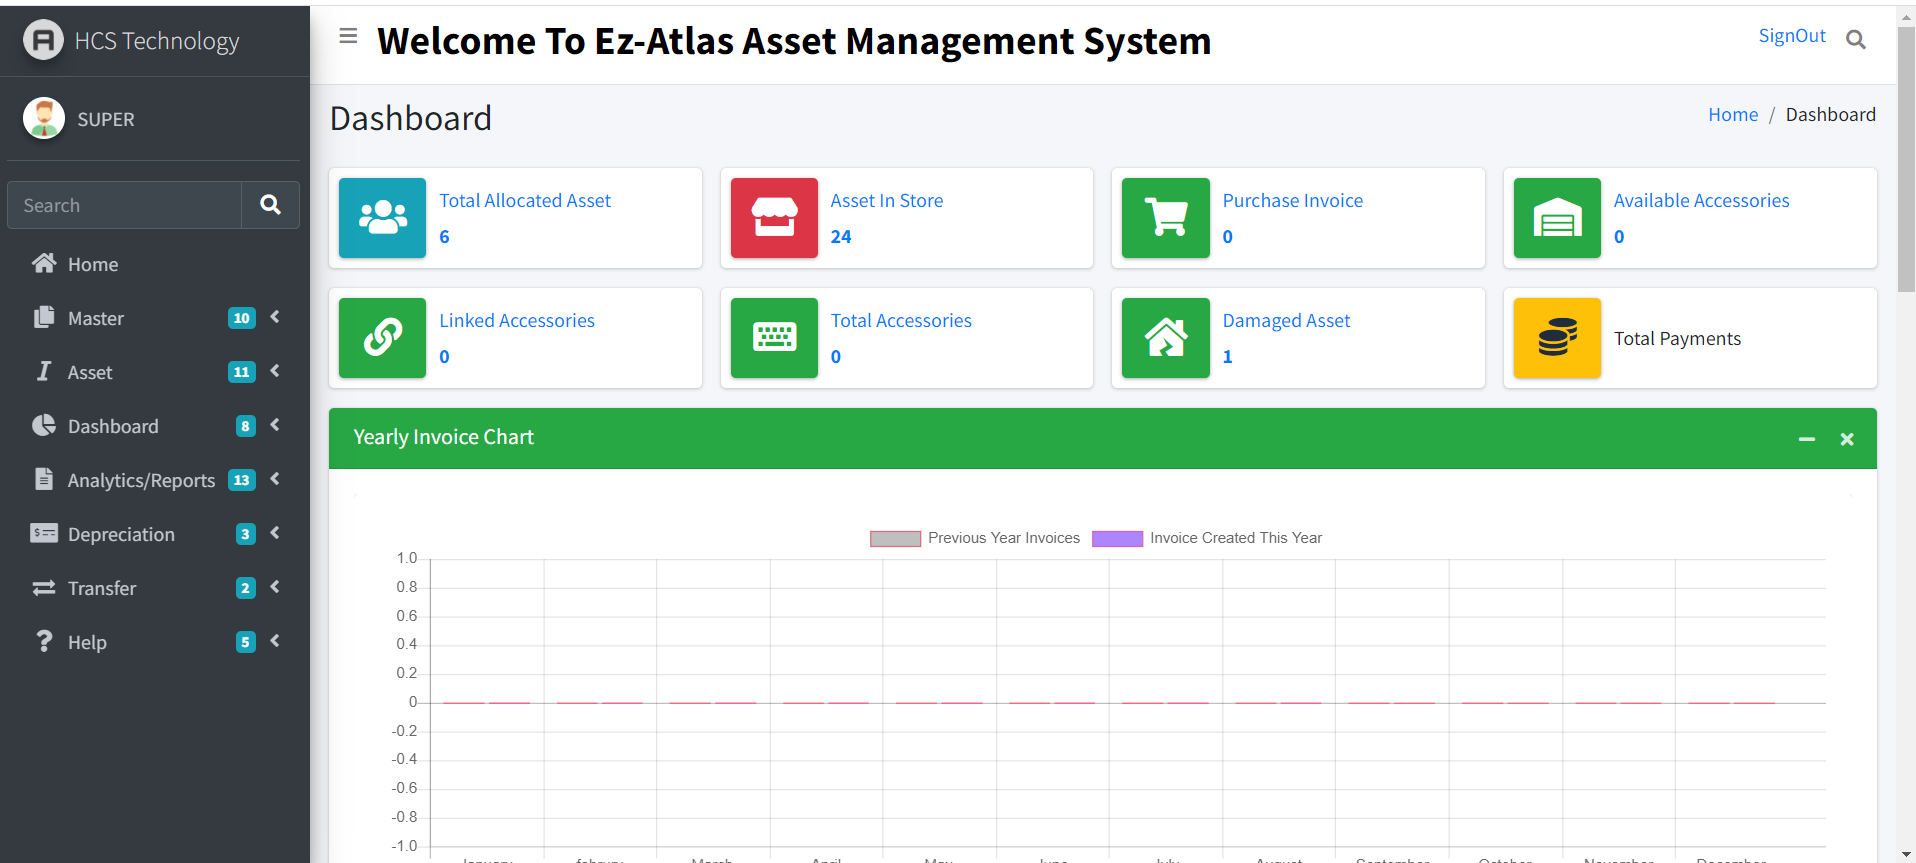 HCS Technology
Welcome To Ez-Atlas Asset Management System
SignOut
SUPER
Search
Home
Master 10
Asset 11
Dashboard 8
Analytics/Reports 13
Depreciation 3
Transfer 2
Help 5
Dashboard
Home / Dashboard
Total Allocated Asset
6
Asset In Store
24
Purchase Invoice
0
Available Accessories
0
Linked Accessories
0
Total Accessories
0
Damaged Asset
1
Total Payments
Yearly Invoice Chart
Previous Year Invoices
Invoice Created This Year
1.0
0.8
0.6
0.4
0.2
0
-0.2
-0.4
-0.6
-0.8
-1.0